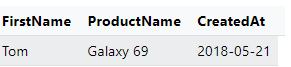 FirstName ProductName CreatedAt
Tom Galaxy 69 2018-05-21